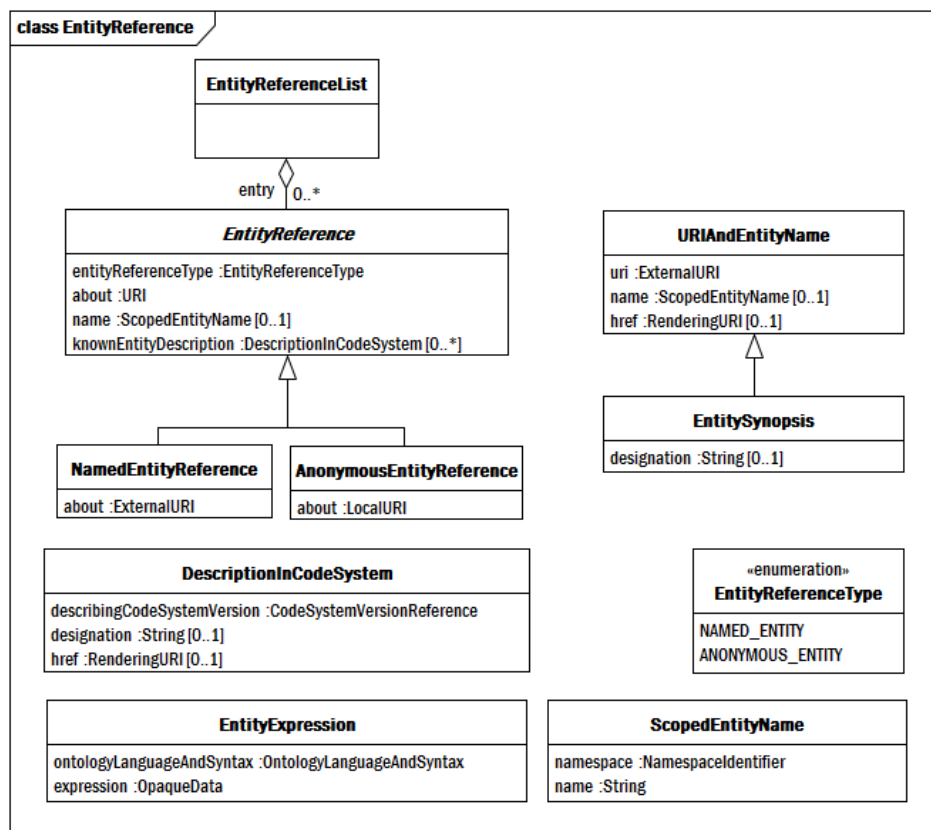 class EntityReference
EntityReferenceList
entry 0..*
EntityReference
entityReferenceType :EntityReferenceType
about :URI
name :ScopedEntityName [0..1]
knownEntityDescription :DescriptionInCodeSystem [0..*]
URIAndEntityName
uri :ExternalURI
name :ScopedEntityName [0..1]
href :RenderingURI [0..1]
NamedEntityReference
about :ExternalURI
AnonymousEntityReference
about :LocalURI
EntitySynopsis
designation :String [0..1]
DescriptionInCodeSystem
describingCodeSystemVersion :CodeSystemVersionReference
designation :String [0..1]
href :RenderingURI [0..1]
«enumeration»
EntityReferenceType
NAMED_ENTITY
ANONYMOUS_ENTITY
EntityExpression
ontologyLanguageAndSyntax :OntologyLanguageAndSyntax
expression :OpaqueData
ScopedEntityName
namespace :NamespaceIdentifier
name :String